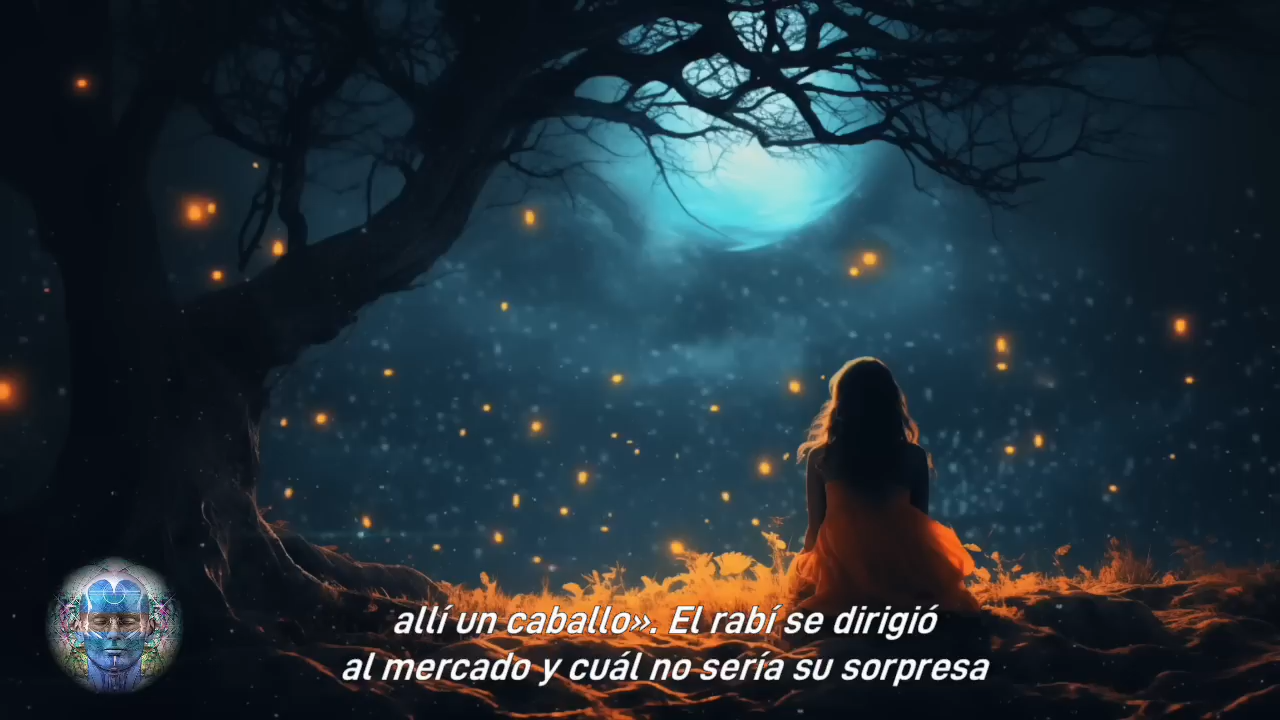 allí un caballo». El rabí se dirigió
al mercado y cuál no sería su sorpresa